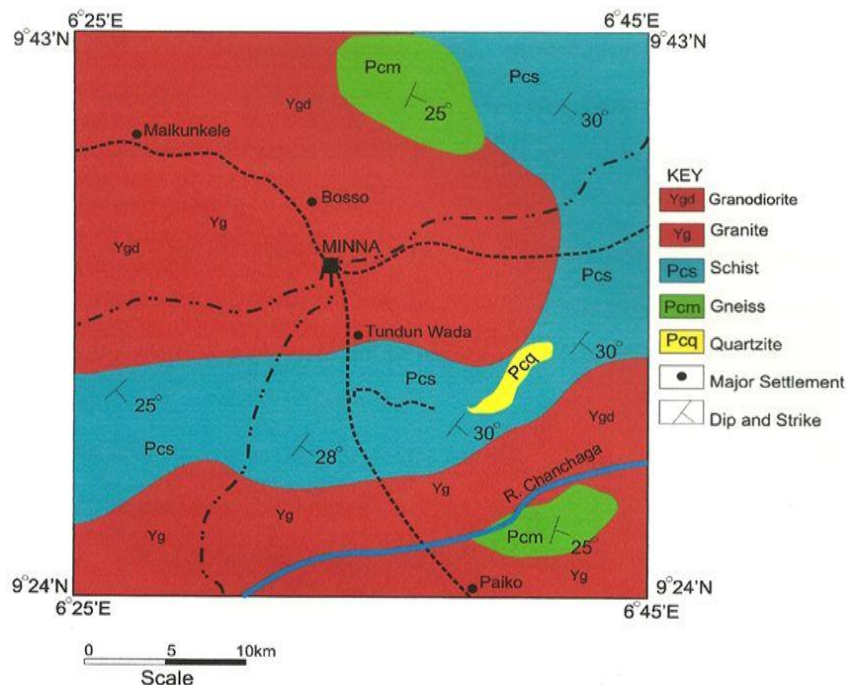 6°25'E
6°45'E
9°43'N
9°43'N
Pcm
Pcs
25°
30°
Ygd
Maikunkele
Bosso
Yg
Ygd
MINNA
Pcs
Tundun Wada
30°
Pcq
Pcs
25°
Pcs
28°
30°
Ygd
Yg
R. Chanchaga
Yg
Yg
Pcm
25°
Yg
Paiko
9°24'N
9°24'N
6°25'E
6°45'E
KEY
Ygd Granodiorite
Yg Granite
Pcs Schist
Pcm Gneiss
Pcq Quartzite
Major Settlement
Dip and Strike
0 5 10km
Scale